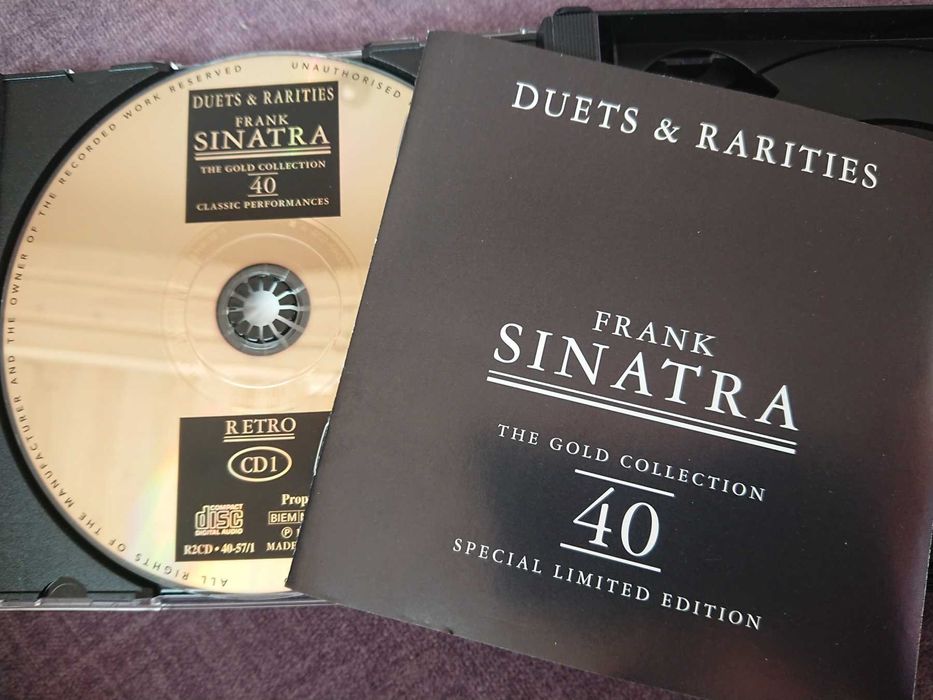 ALL RIGHTS OF THE MANUFACTURER AND THE OWNER OF THE RECORDED WORK RESERVED
UNAUTHORISED
DUETS & RARITIES
FRANK
SINATRA
THE GOLD COLLECTION
40
CLASSIC PERFORMANCES
RETRO
CD1
COMPACT
disc
DIGITAL AUDIO
BIEM
R2CD • 40-57/1 MADE
DUETS & RARITIES
FRANK
SINATRA
THE GOLD COLLECTION
40
SPECIAL LIMITED EDITION